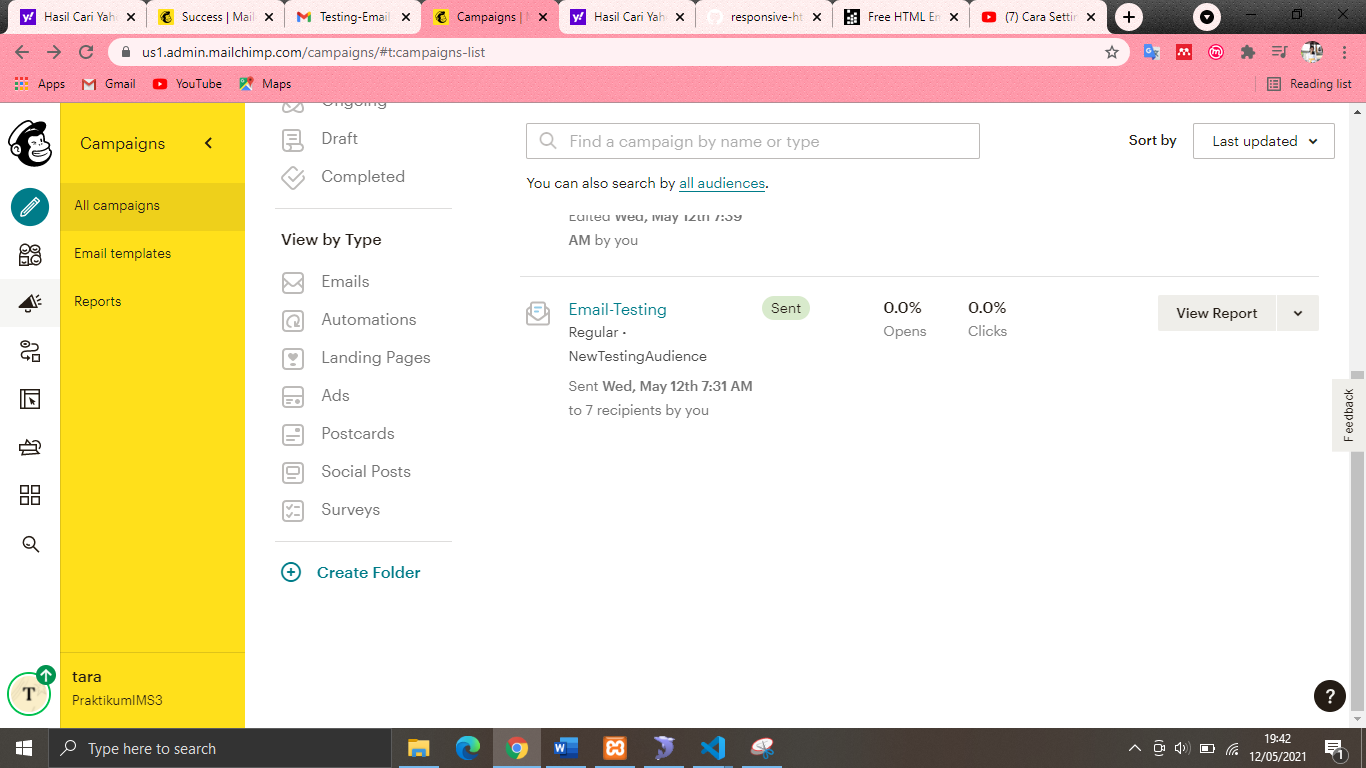 Hasil Cari Yah
Success | Mail
Testing-Email
Campaigns |
Hasil Cari Yah
responsive-ht
Free HTML En
(7) Cara Settin
us1.admin.mailchimp.com/campaigns/#t:campaigns-list
Apps
Gmail
YouTube
Maps
Reading list
Campaigns
All campaigns
Email templates
Reports
tara
PraktikumIMS3
T
Ongoing
Draft
Completed
View by Type
Emails
Automations
Landing Pages
Ads
Postcards
Social Posts
Surveys
Create Folder
Find a campaign by name or type
Sort by
Last updated
You can also search by all audiences.
Edited Wed, May 12th 7:39
AM by you
Email-Testing
Regular ·
NewTestingAudience
Sent Wed, May 12th 7:31 AM
to 7 recipients by you
Sent
0.0%
Opens
0.0%
Clicks
View Report
Feedback
?
Type here to search
19:42
12/05/2021
1